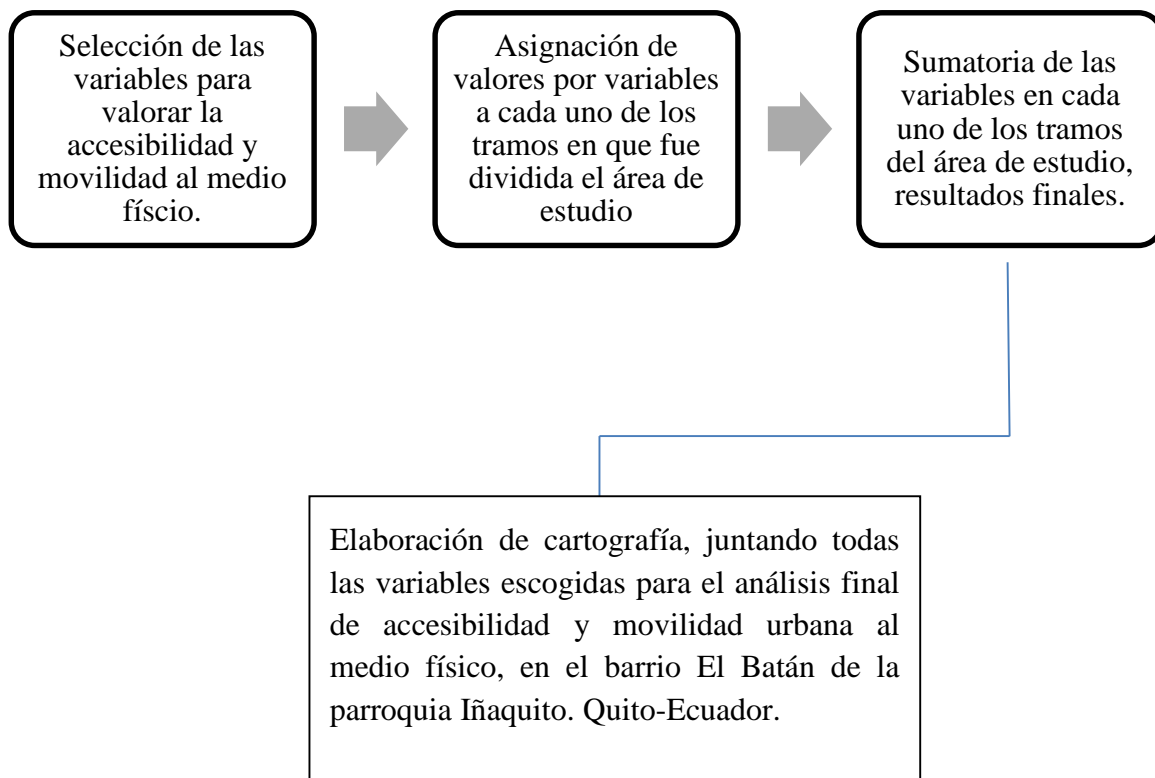 Selección de las
variables para
valorar la
accesibilidad y
movilidad al medio
físcio.
Asignación de
valores por variables
a cada uno de los
tramos en que fue
dividida el área de
estudio
Sumatoria de las
variables en cada
uno de los tramos
del área de estudio,
resultados finales.
Elaboración de cartografía, juntando todas
las variables escogidas para el análisis final
de accesibilidad y movilidad urbana al
medio físico, en el barrio El Batán de la
parroquia Iñaquito. Quito-Ecuador.